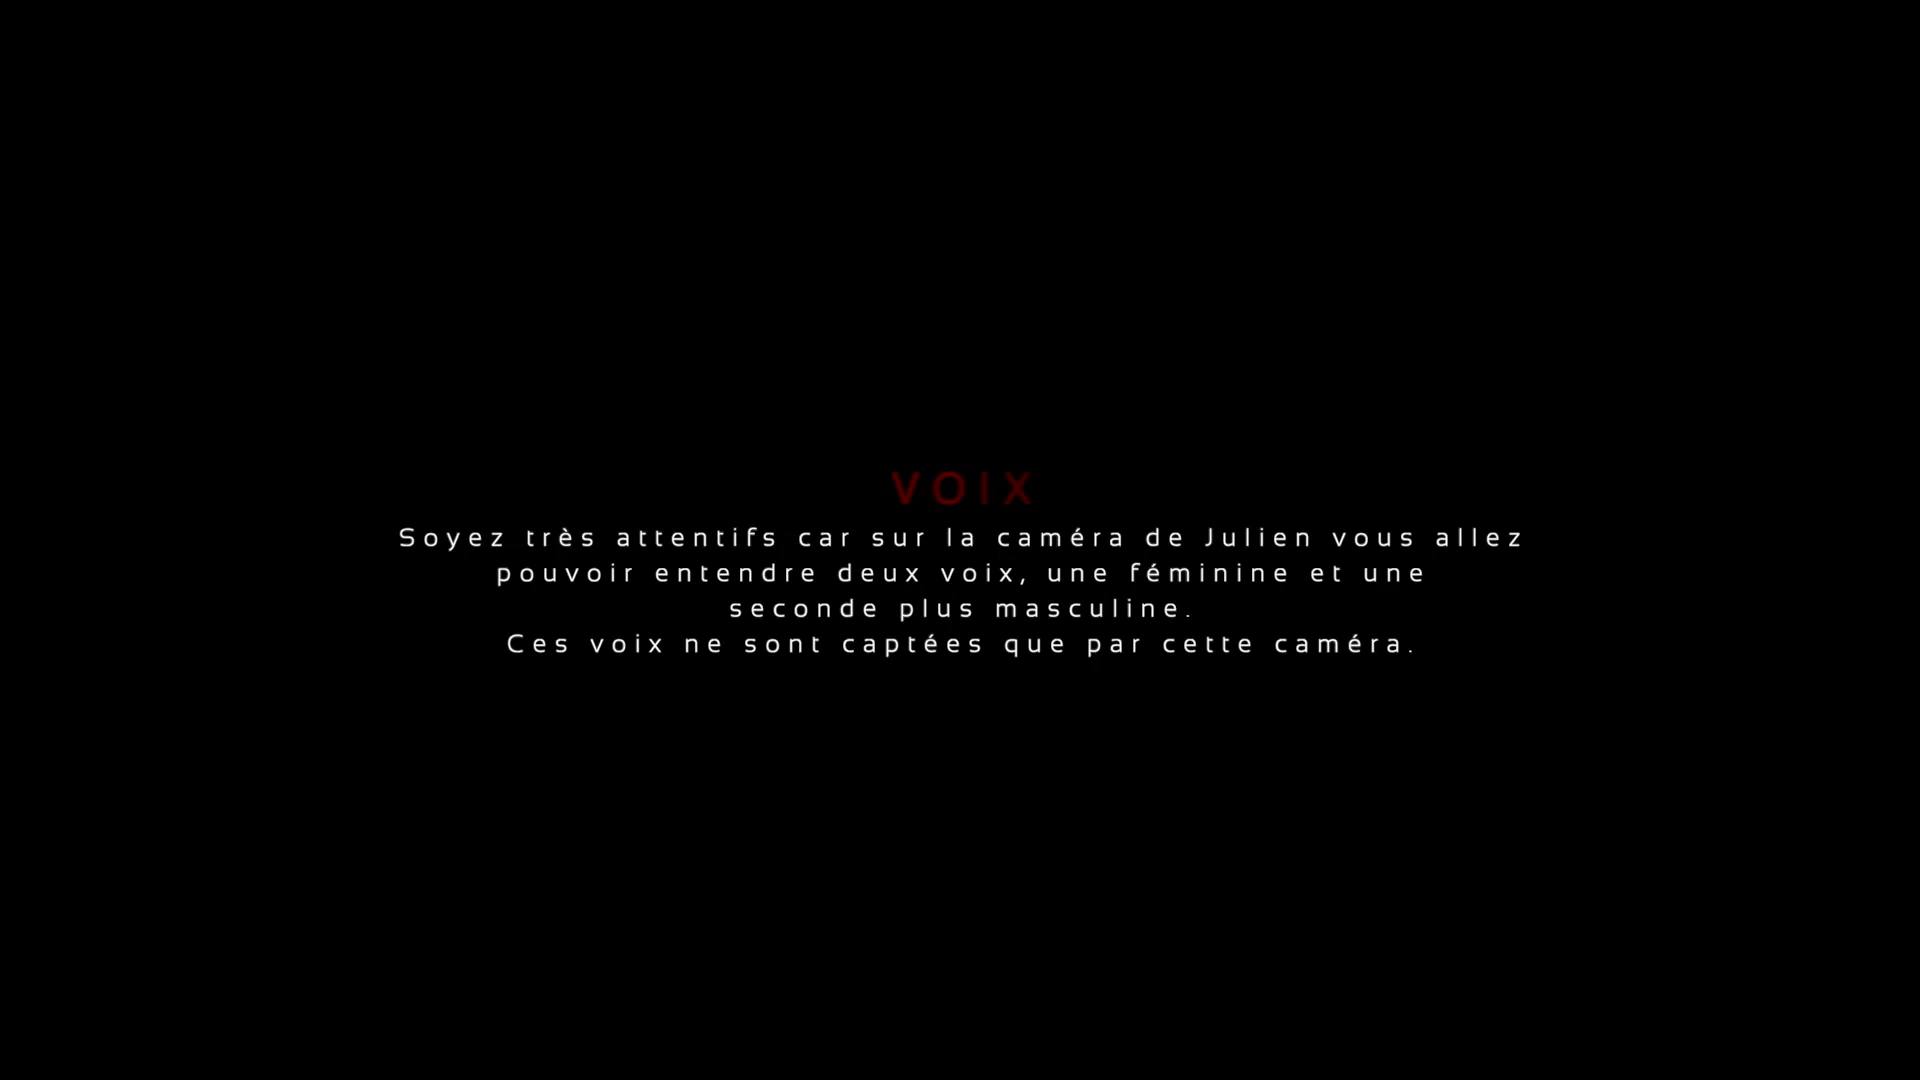 VOIX
Soyez très attentifs car sur la caméra de Julien vous allez
pouvoir entendre deux voix, une féminine et une
seconde plus masculine.
Ces voix ne sont captées que par cette caméra.